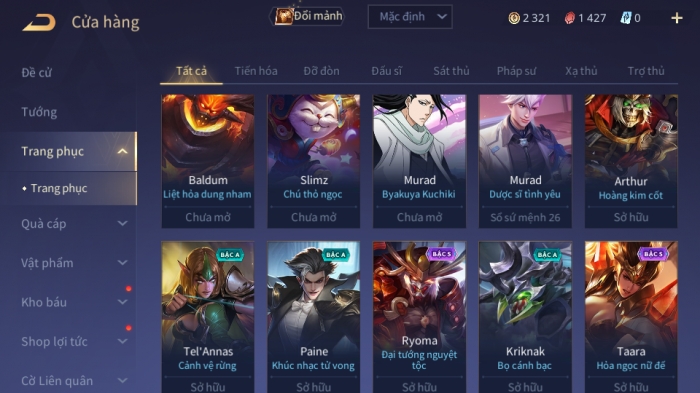 Cửa hàng
Đổi mảnh
Mặc định
2 321
1 427
0
Đề cử
Tướng
Trang phục
Trang phục
Quà cáp
Vật phẩm
Kho báu
Shop lợi tức
Cờ Liên quân
Tất cả Tiến hóa Đỡ đòn Đấu sĩ Sát thủ Pháp sư Xạ thủ Trợ thủ
Baldum
Liệt hỏa dung nham
Chưa mở
Slimz
Chú thỏ ngọc
Chưa mở
Murad
Byakuya Kuchiki
Chưa mở
Murad
Dược sĩ tình yêu
Sổ sứ mệnh 26
Arthur
Hoàng kim cốt
Sở hữu
BẬC A
Tel'Annas
Cảnh vệ rừng
Sở hữu
BẬC A
Paine
Khúc nhạc tử vong
Sở hữu
BẬC S
Ryoma
Đại tướng nguyệt
tộc
Sở hữu
BẬC A
Kriknak
Bọ cánh bạc
Sở hữu
BẬC S
Taara
Hỏa ngọc nữ đế
Sở hữu